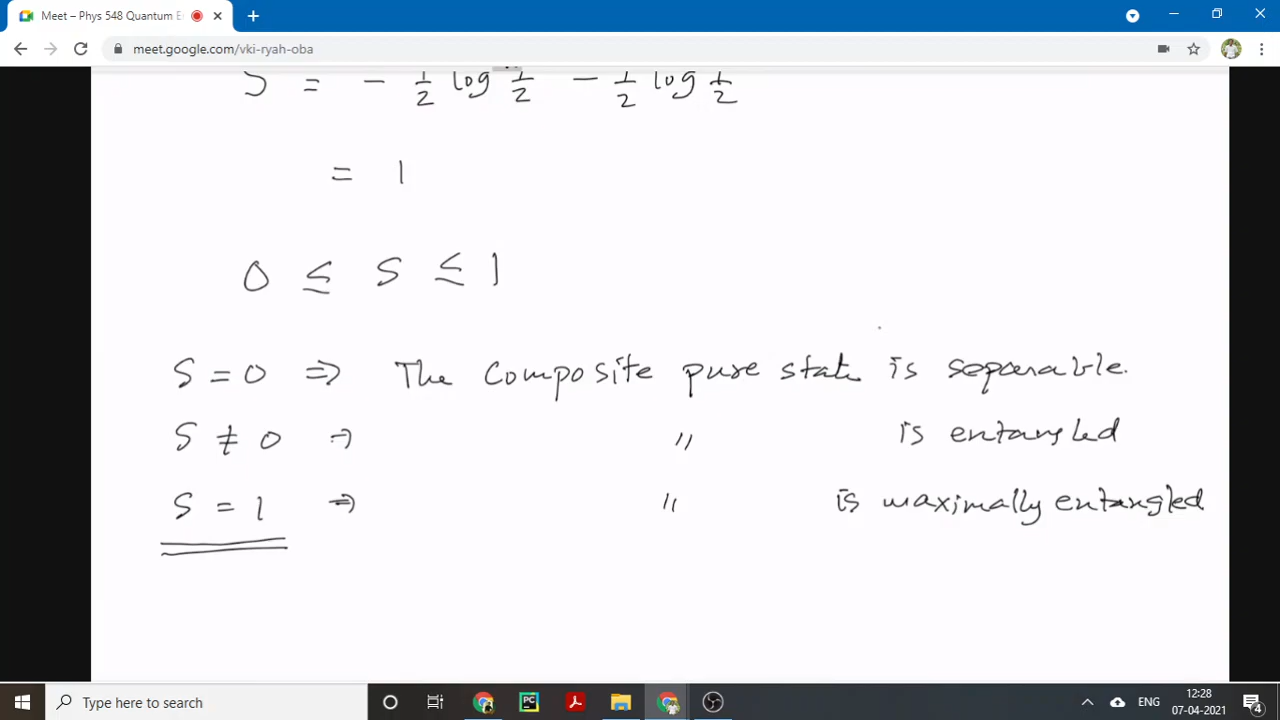 Meet – Phys 548 Quantum E
meet.google.com/vki-ryah-oba
S = - 1/2 log 1/2 - 1/2 log 1/2
= 1
0 ≤ S ≤ 1
S = 0 ⇒ The composite pure state is separable.
S ≠ 0 ⇒ " is entangled
S = 1 ⇒ " is maximally entangled
Type here to search
PC
ENG
12:28
07-04-2021
4